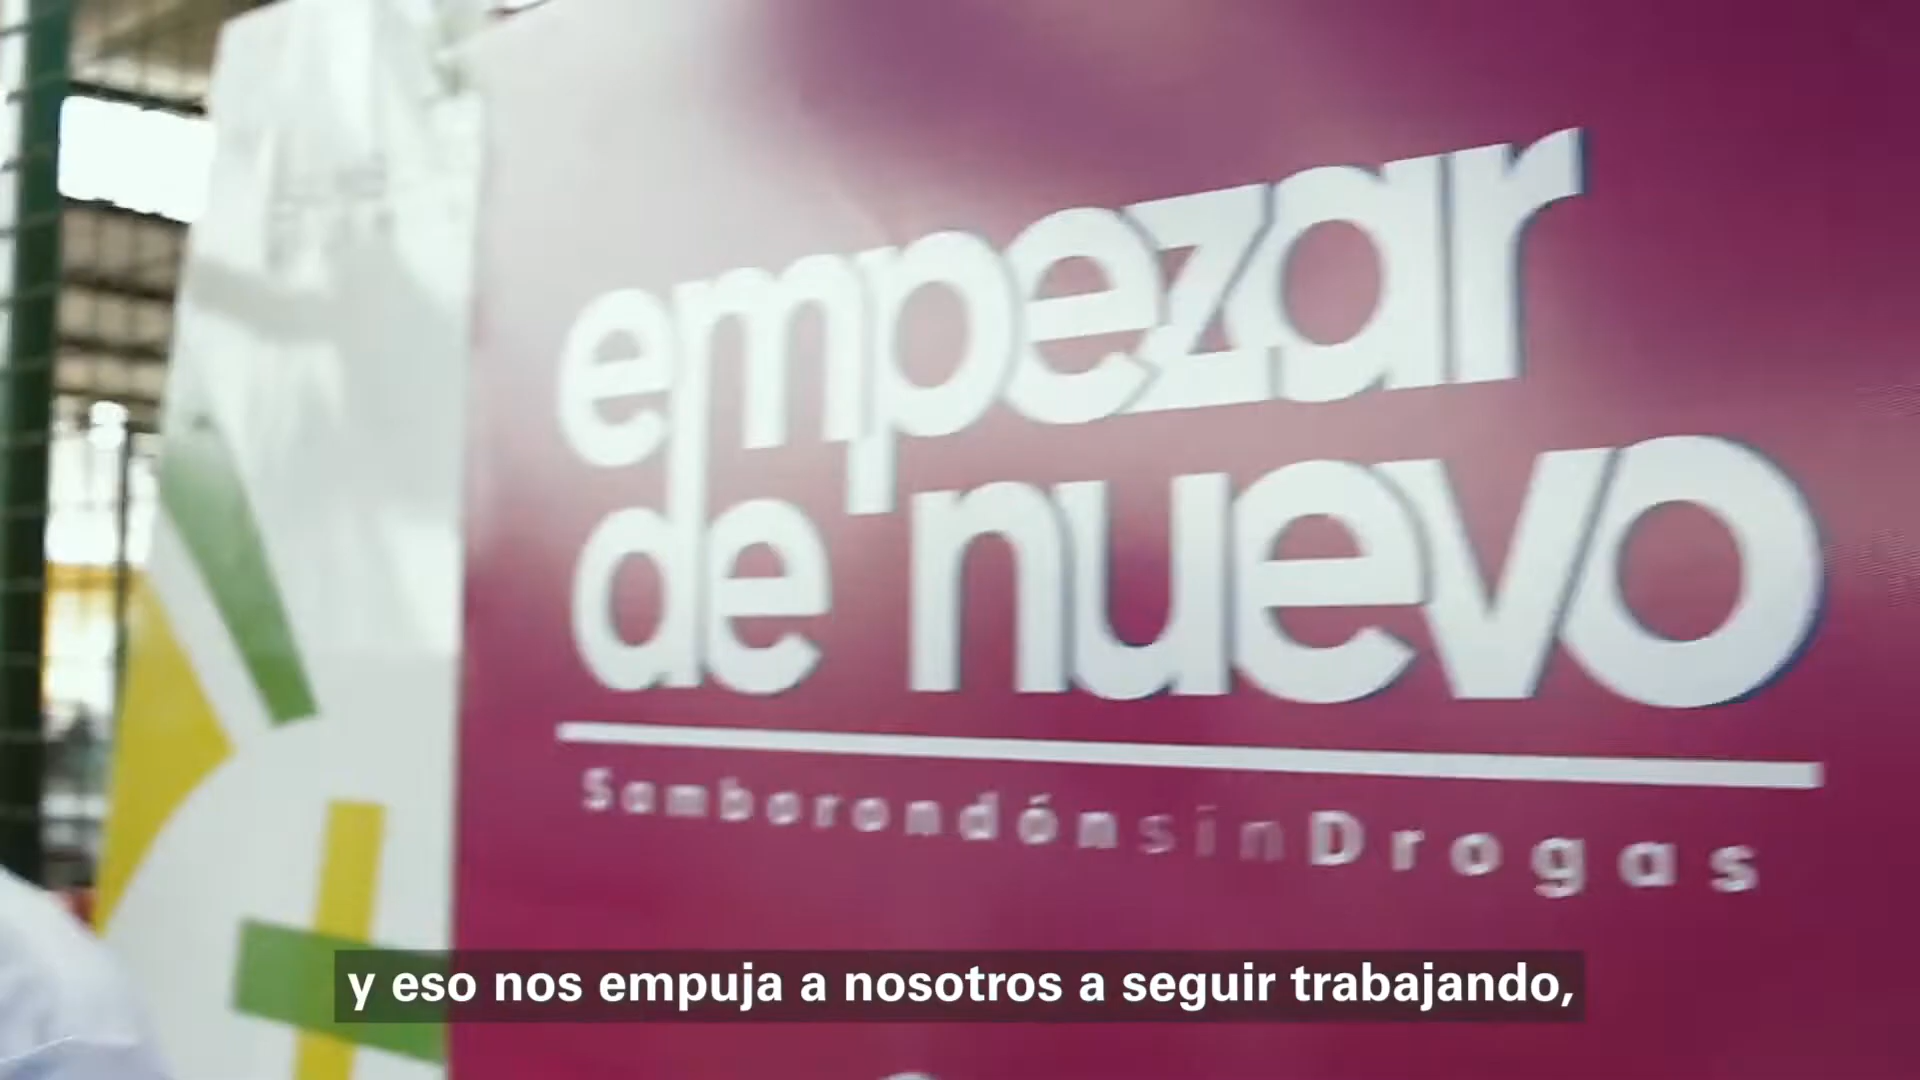 empezar
de nuevo
SamborondónsinDrogas
y eso nos empuja a nosotros a seguir trabajando,